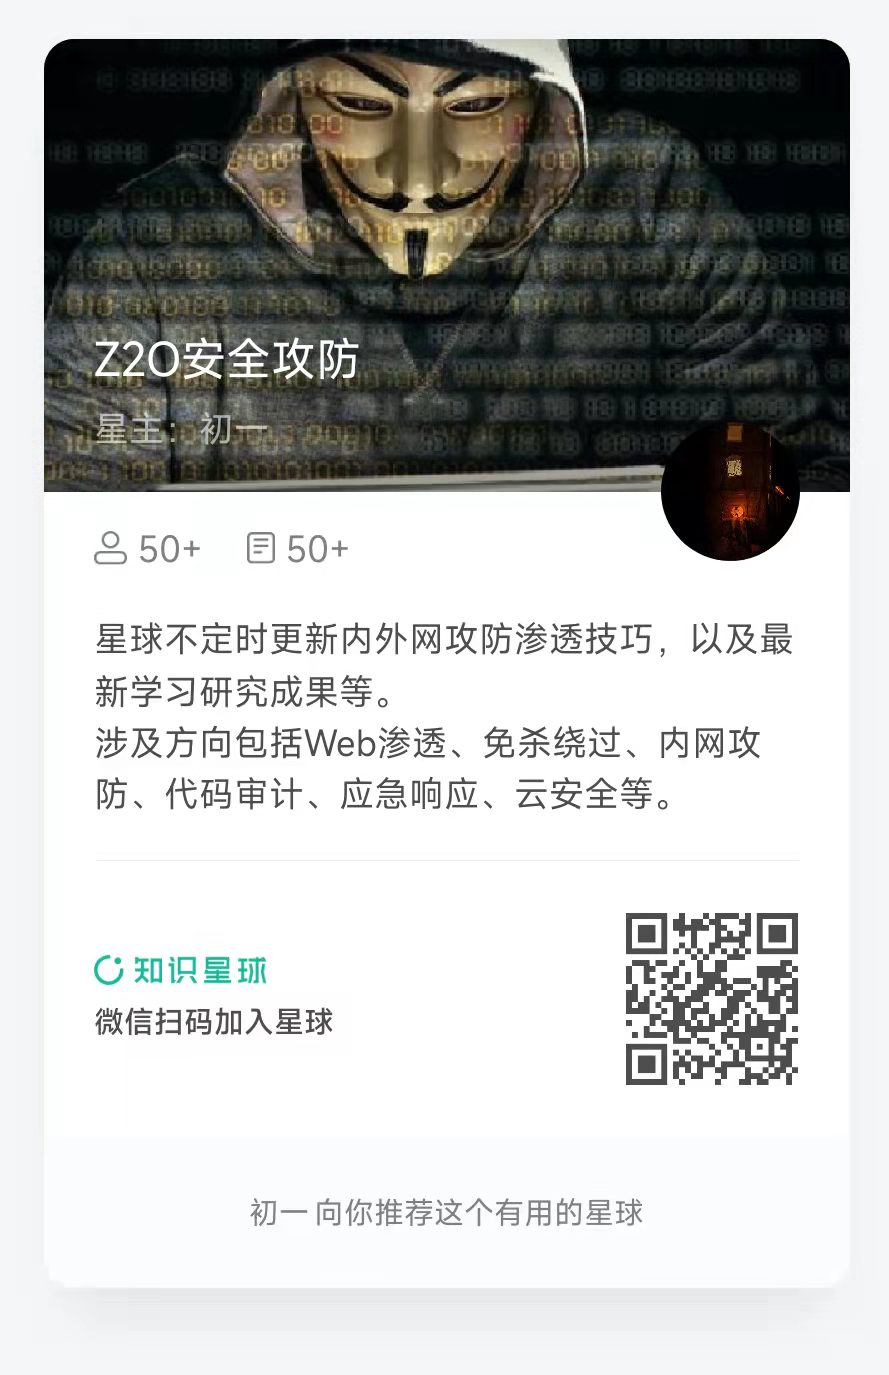 Z2O安全攻防
星主：初一
50+ 50+
星球不定时更新内外网攻防渗透技巧，以及最
新学习研究成果等。
涉及方向包括Web渗透、免杀绕过、内网攻
防、代码审计、应急响应、云安全等。
知识星球
微信扫码加入星球
初一 向你推荐这个有用的星球